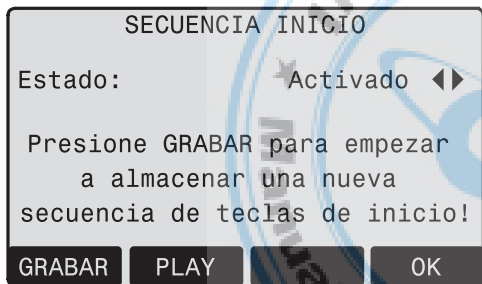 SECUENCIA INICIO
Estado: Activado
Presione GRABAR para empezar
a almacenar una nueva
secuencia de teclas de inicio!
GRABAR PLAY OK